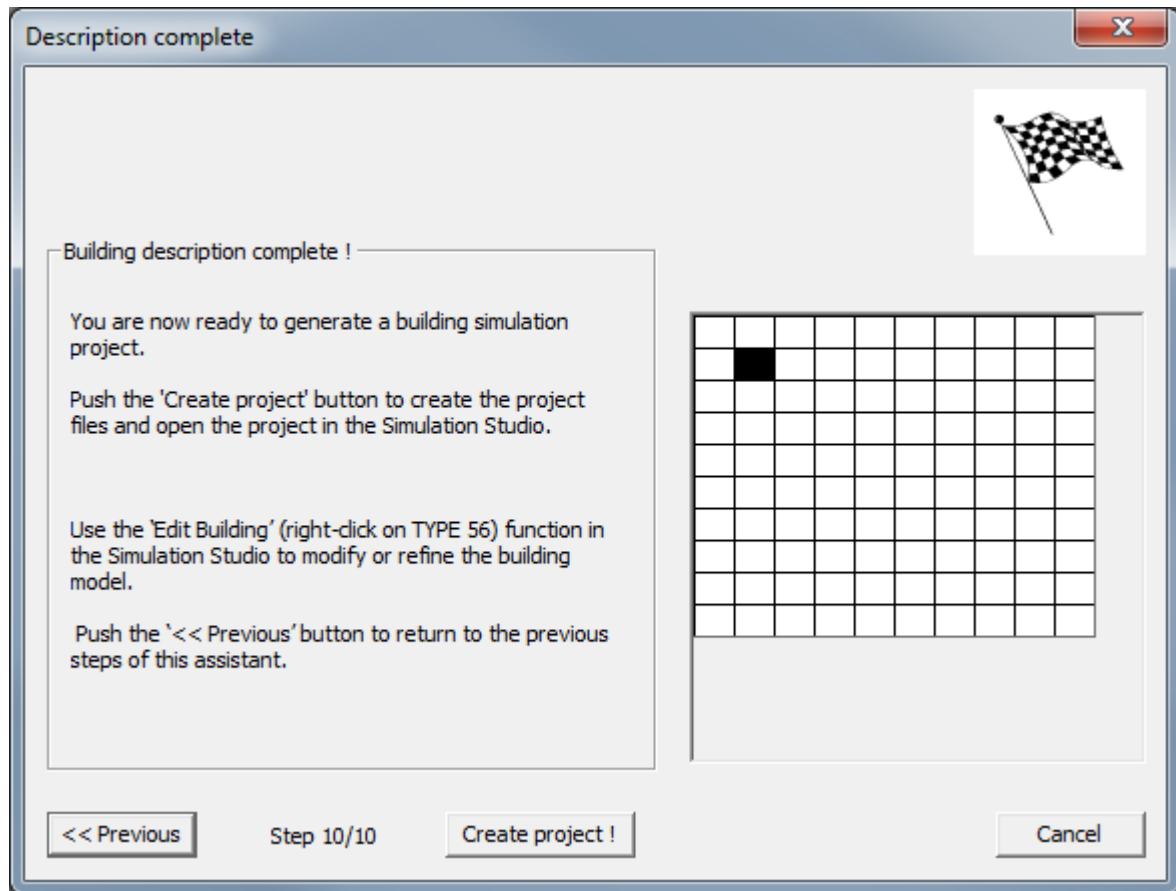 Description complete
Building description complete !
You are now ready to generate a building simulation
project.
Push the 'Create project' button to create the project
files and open the project in the Simulation Studio.
Use the ‘Edit Building’ (right-click on TYPE 56) function in
the Simulation Studio to modify or refine the building
model.
Push the ‘<< Previous’ button to return to the previous
steps of this assistant.
<< Previous
Step 10/10
Create project !
Cancel